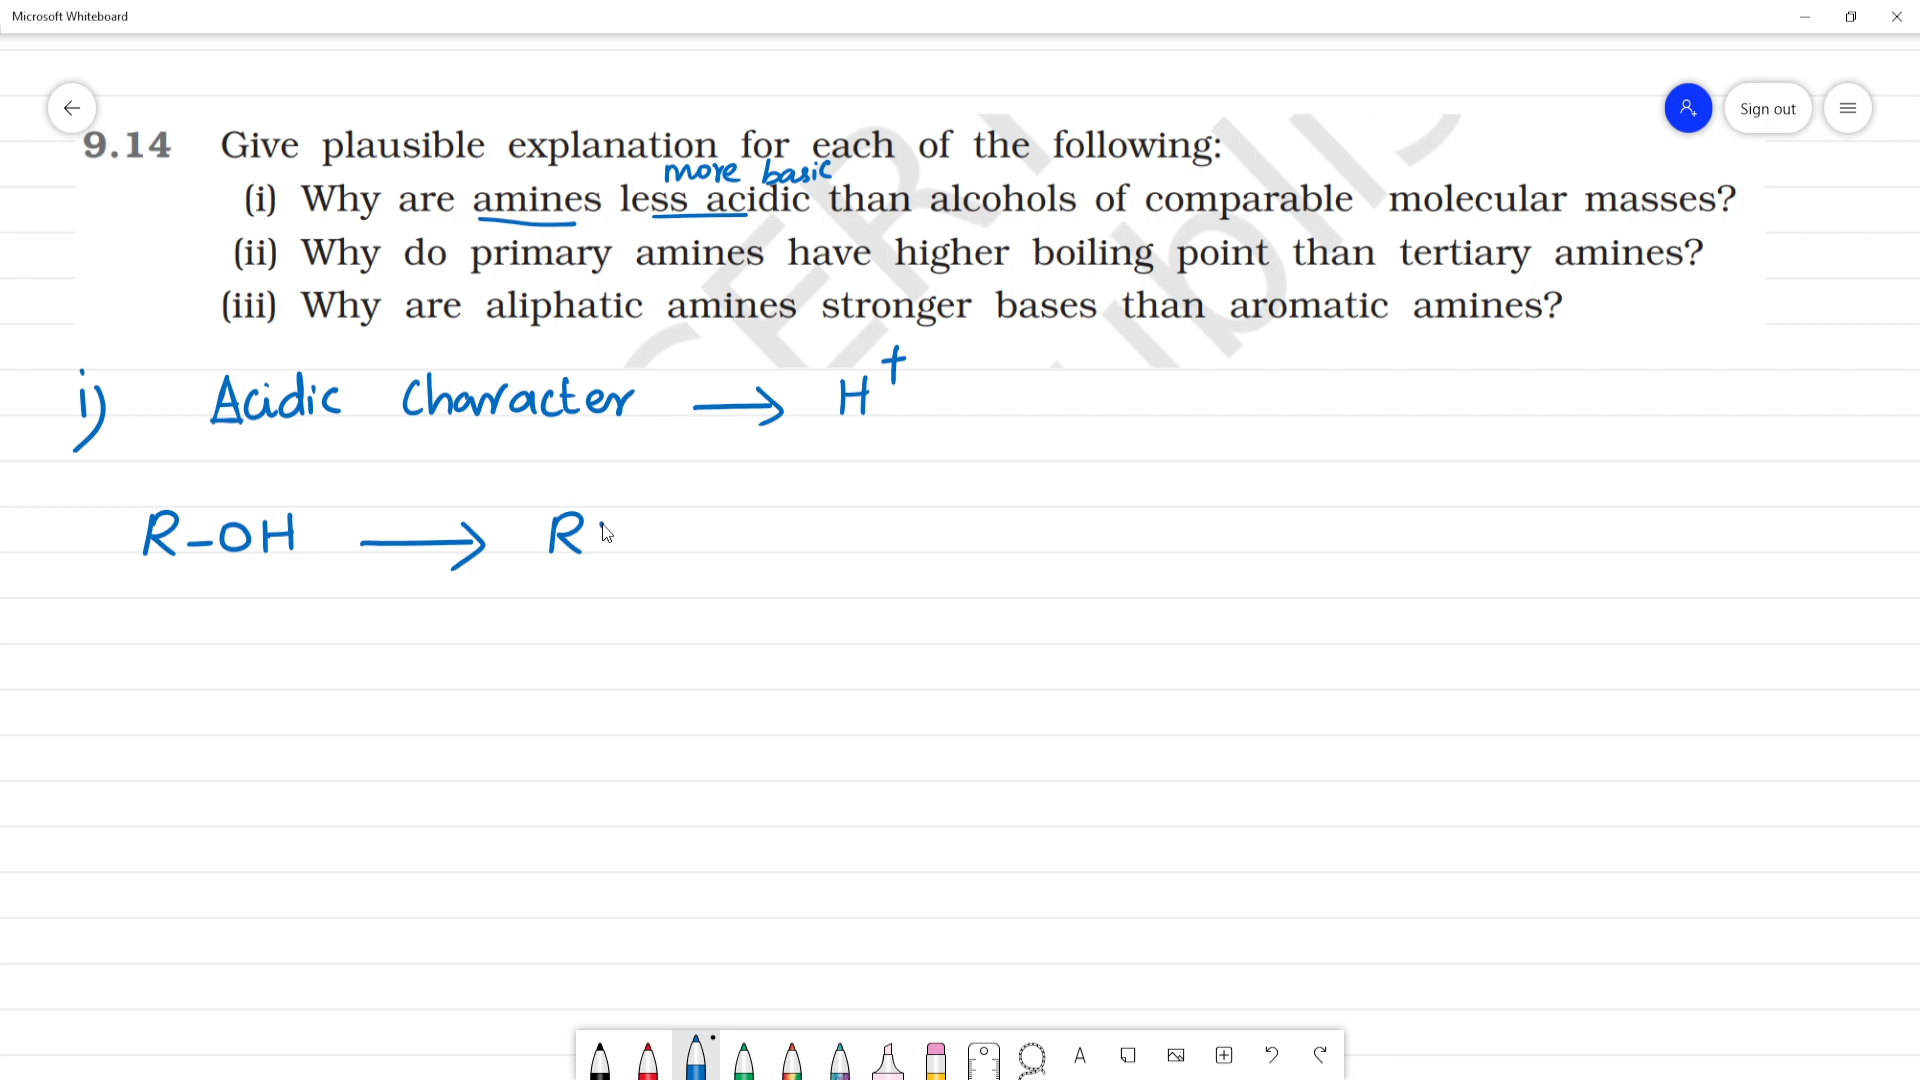 Microsoft Whiteboard
Sign out
9.14 Give plausible explanation for each of the following:
more basic
(i) Why are amines less acidic than alcohols of comparable molecular masses?
(ii) Why do primary amines have higher boiling point than tertiary amines?
(iii) Why are aliphatic amines stronger bases than aromatic amines?
i) Acidic Character → H⁺
R-OH → R
A